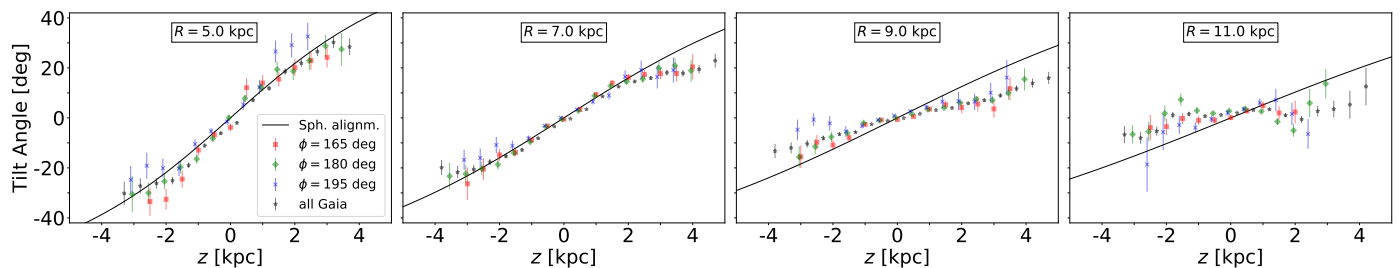 R = 5.0 kpc
R = 7.0 kpc
R = 9.0 kpc
R = 11.0 kpc
Tilt Angle [deg]
40
20
0
-20
-40
Sph. alignm.
ϕ = 165 deg
ϕ = 180 deg
ϕ = 195 deg
all Gaia
-4 -2 0 2 4
-4 -2 0 2 4
-4 -2 0 2 4
-4 -2 0 2 4
z [kpc]
z [kpc]
z [kpc]
z [kpc]